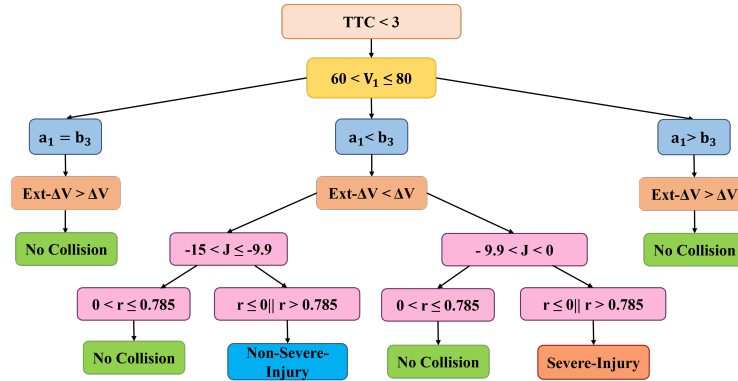 TTC < 3
60 < V₁ ≤ 80
a₁ = b₃
a₁< b₃
a₁> b₃
Ext-ΔV > ΔV
Ext-ΔV < ΔV
Ext-ΔV > ΔV
No Collision
-15 < J ≤ -9.9
- 9.9 < J < 0
No Collision
0 < r ≤ 0.785
r ≤ 0|| r > 0.785
0 < r ≤ 0.785
r ≤ 0|| r > 0.785
No Collision
Non-Severe-
Injury
No Collision
Severe-Injury